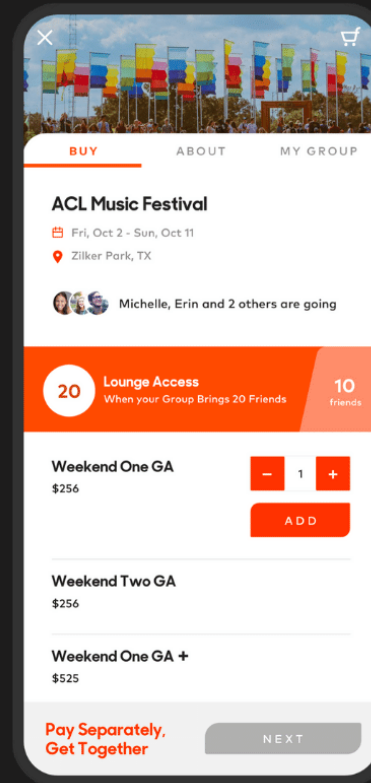 BUY
ABOUT
MY GROUP
ACL Music Festival
Fri, Oct 2 - Sun, Oct 11
Zilker Park, TX
Michelle, Erin and 2 others are going
20
Lounge Access
When your Group Brings 20 Friends
10
friends
Weekend One GA
$256
- 1 +
ADD
Weekend Two GA
$256
Weekend One GA +
$525
Pay Separately,
Get Together
NEXT